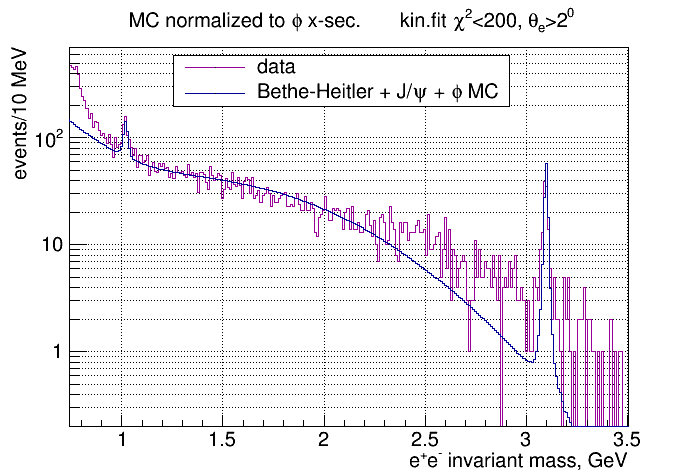 MC normalized to ϕ x-sec. kin.fit χ²<200, θₑ>2⁰
events/10 MeV
data
Bethe-Heitler + J/ψ + ϕ MC
10²
10
1
1 1.5 2 2.5 3 3.5
e⁺e⁻ invariant mass, GeV